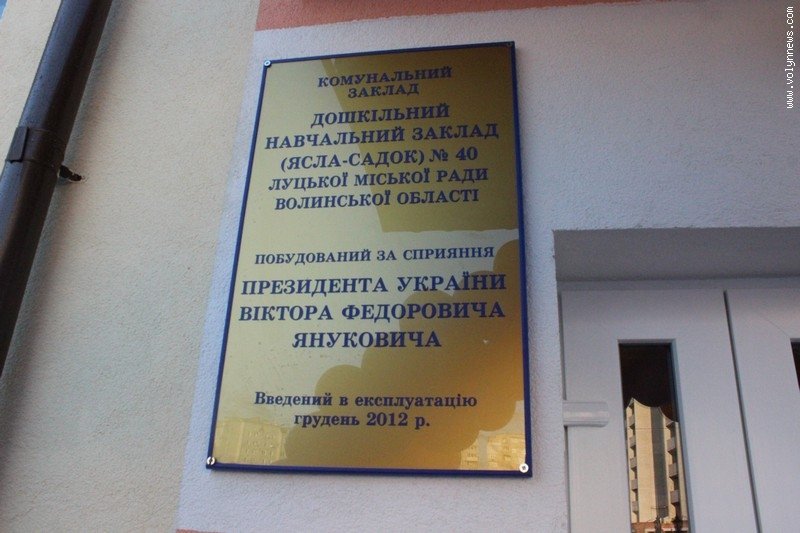 КОМУНАЛЬНИЙ
ЗАКЛАД
ДОШКІЛЬНИЙ
НАВЧАЛЬНИЙ ЗАКЛАД
(ЯСЛА-САДОК) № 40
ЛУЦЬКОЇ МІСЬКОЇ РАДИ
ВОЛИНСЬКОЇ ОБЛАСТІ
ПОБУДОВАНИЙ ЗА СПРИЯННЯ
ПРЕЗИДЕНТА УКРАЇНИ
ВІКТОРА ФЕДОРОВИЧА
ЯНУКОВИЧА
Введений в експлуатацію
грудень 2012 р.
www.volynnews.com